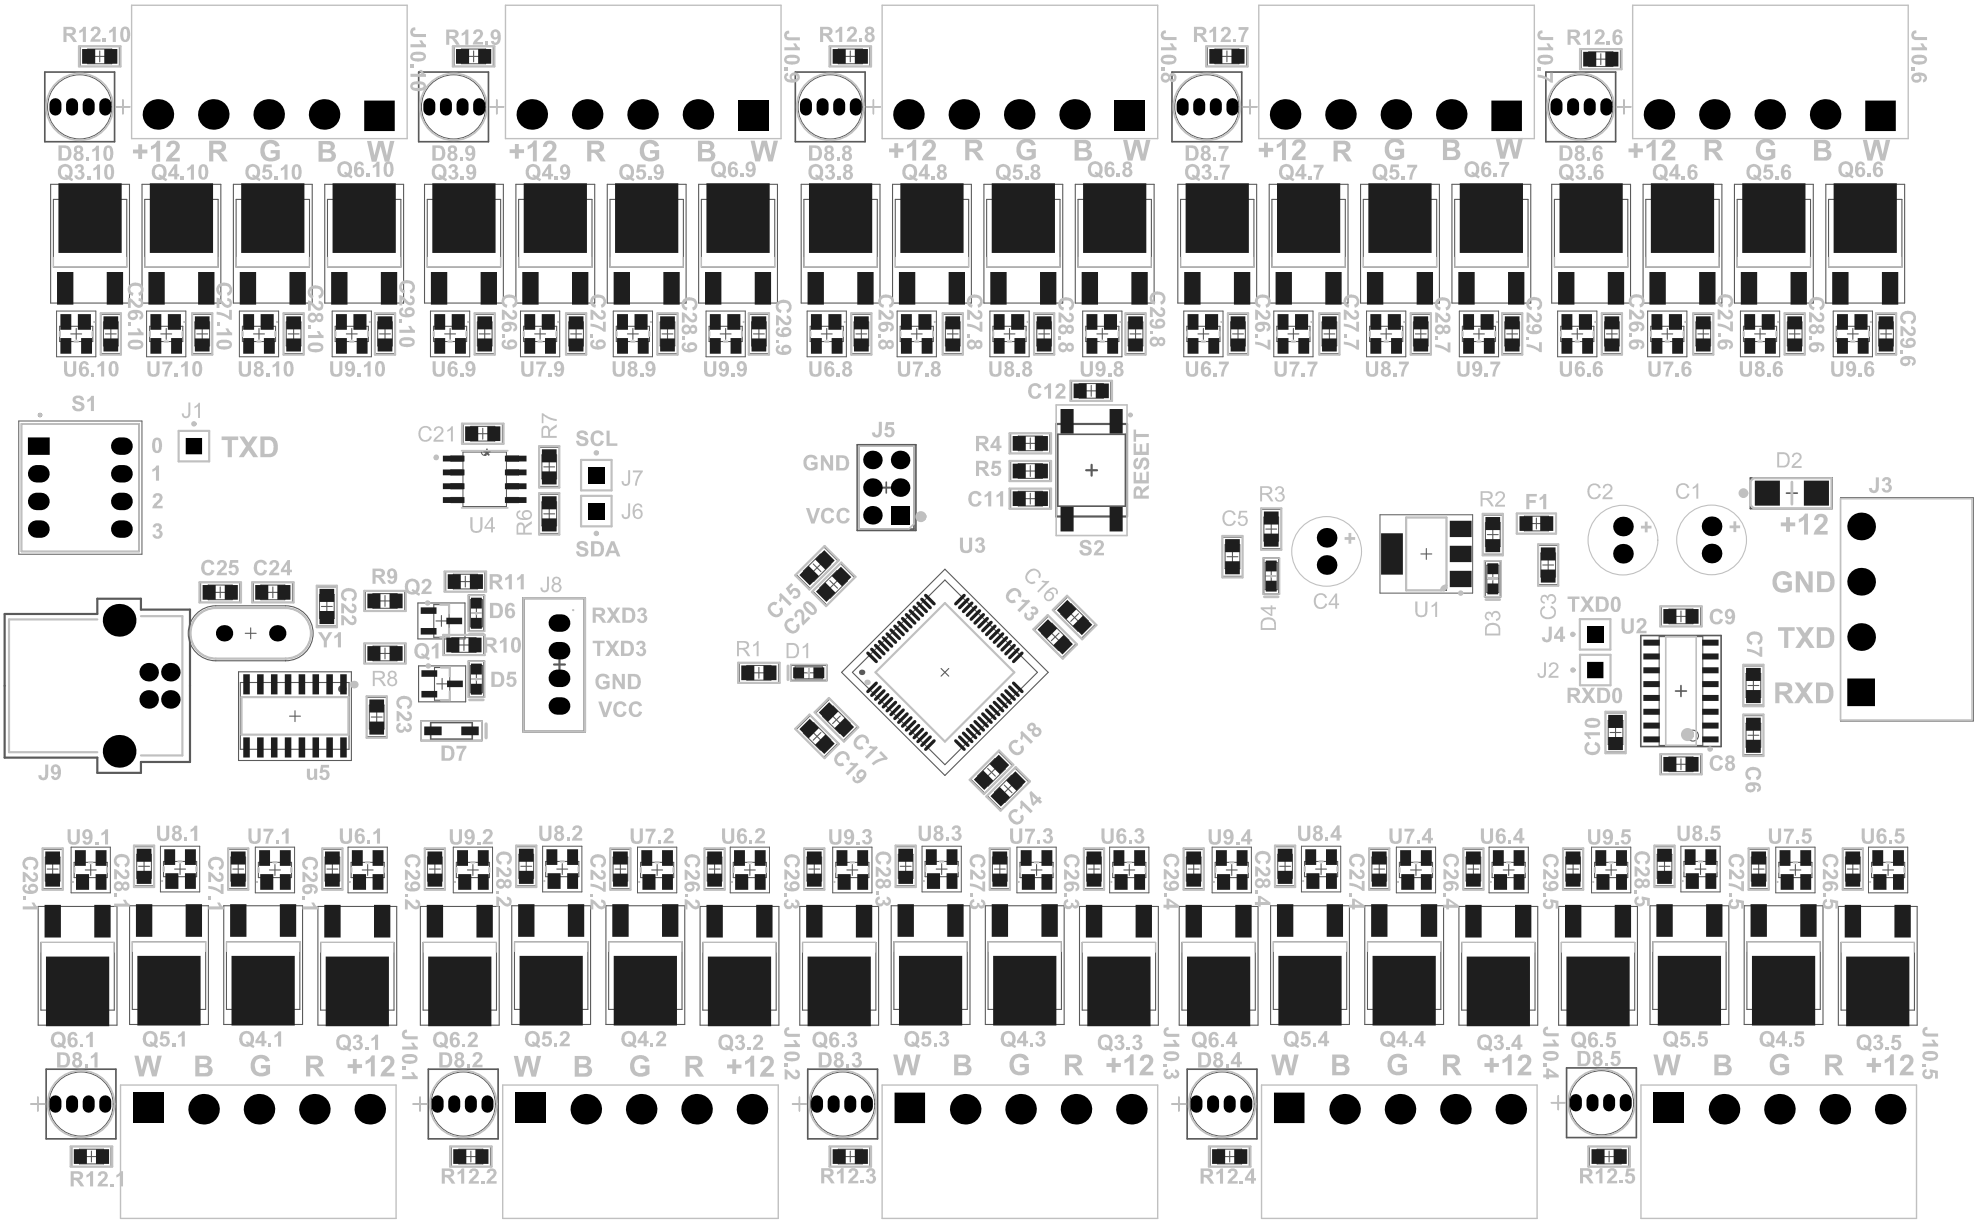 R12.10 J10.10 R12.9 J10.9 R12.8 J10.8 R12.7 J10.7 R12.6 J10.6
D8.10 +12 R G B W D8.9 +12 R G B W D8.8 +12 R G B W D8.7 +12 R G B W D8.6 +12 R G B W
Q3.10 Q4.10 Q5.10 Q6.10 Q3.9 Q4.9 Q5.9 Q6.9 Q3.8 Q4.8 Q5.8 Q6.8 Q3.7 Q4.7 Q5.7 Q6.7 Q3.6 Q4.6 Q5.6 Q6.6
C26.10 C27.10 C28.10 C29.10 C26.9 C27.9 C28.9 C29.9 C26.8 C27.8 C28.8 C29.8 C26.7 C27.7 C28.7 C29.7 C26.6 C27.6 C28.6 C29.6
U6.10 U7.10 U8.10 U9.10 U6.9 U7.9 U8.9 U9.9 U6.8 U7.8 U8.8 U9.8 U6.7 U7.7 U8.7 U9.7 U6.6 U7.6 U8.6 U9.6
S1
0
1
2
3
J1
TXD
C21
U4
R7
R6
SCL
J7
J6
SDA
J5
GND
VCC
C12
R4
R5
C11
RESET
S2
U3
C15
C20
C16
C13
R1
D1
C17
C19
C18
C14
C5
R3
D4
C4
U1
R2
D3
F1
C3
C2
C1
D2
J3
+12
GND
TXD
RXD
TXD0
J4
J2
RXD0
U2
C9
C7
C10
C8
C6
C25
C24
C22
Y1
R9
R8
C23
Q2
Q1
R11
D6
R10
D5
D7
J8
RXD3
TXD3
GND
VCC
J9
u5
U9.1 U8.1 U7.1 U6.1 U9.2 U8.2 U7.2 U6.2 U9.3 U8.3 U7.3 U6.3 U9.4 U8.4 U7.4 U6.4 U9.5 U8.5 U7.5 U6.5
C29.1 C28.1 C27.1 C26.1 C29.2 C28.2 C27.2 C26.2 C29.3 C28.3 C27.3 C26.3 C29.4 C28.4 C27.4 C26.4 C29.5 C28.5 C27.5 C26.5
Q6.1 Q5.1 Q4.1 Q3.1 Q6.2 Q5.2 Q4.2 Q3.2 Q6.3 Q5.3 Q4.3 Q3.3 Q6.4 Q5.4 Q4.4 Q3.4 Q6.5 Q5.5 Q4.5 Q3.5
D8.1 W B G R +12 J10.1 D8.2 W B G R +12 J10.2 D8.3 W B G R +12 J10.3 D8.4 W B G R +12 J10.4 D8.5 W B G R +12 J10.5
R12.1 R12.2 R12.3 R12.4 R12.5